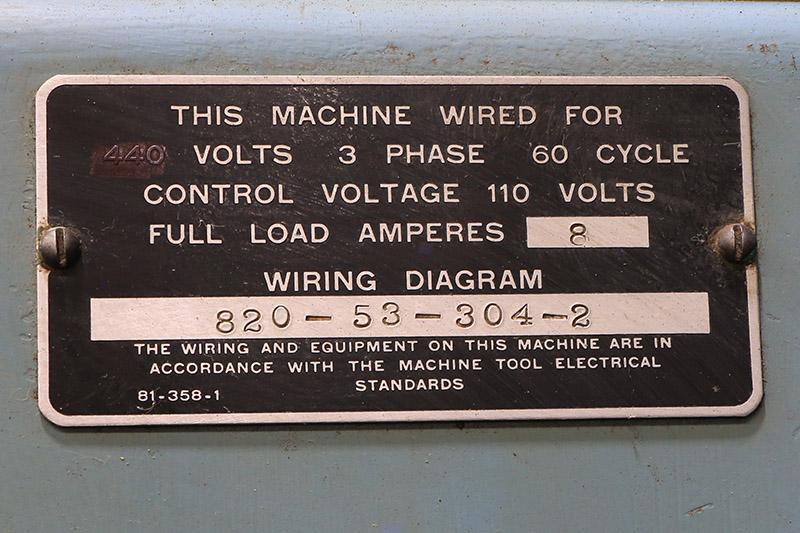 THIS MACHINE WIRED FOR
440 VOLTS 3 PHASE 60 CYCLE
CONTROL VOLTAGE 110 VOLTS
FULL LOAD AMPERES 8
WIRING DIAGRAM
820-53-304-2
THE WIRING AND EQUIPMENT ON THIS MACHINE ARE IN
ACCORDANCE WITH THE MACHINE TOOL ELECTRICAL
STANDARDS
81-358-1